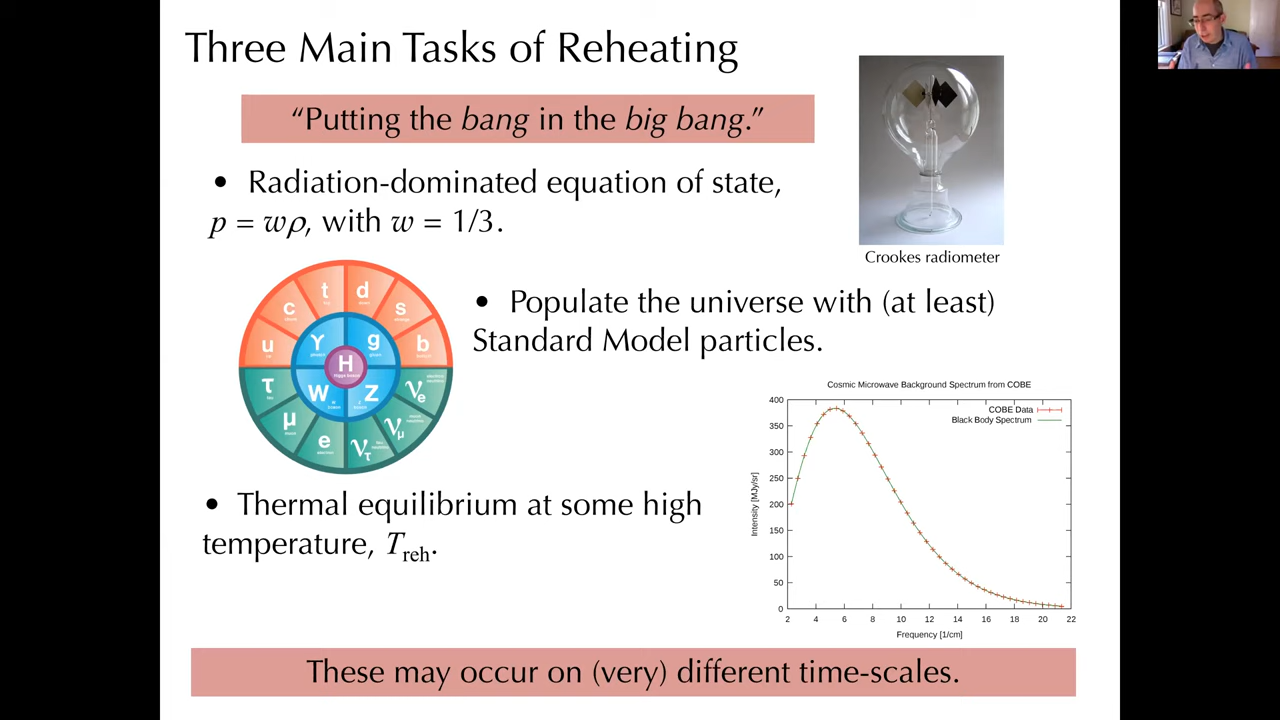 Three Main Tasks of Reheating
“Putting the bang in the big bang.”
• Radiation-dominated equation of state,
p = wρ, with w = 1/3.
Crookes radiometer
t
d
c
s
u
γ
g
b
H
τ
W
Z
νe
μ
e
ντ
νμ
• Populate the universe with (at least)
Standard Model particles.
Cosmic Microwave Background Spectrum from COBE
COBE Data
Black Body Spectrum
Intensity [MJy/sr]
400
350
300
250
200
150
100
50
0
2 4 6 8 10 12 14 16 18 20 22
Frequency [1/cm]
• Thermal equilibrium at some high
temperature, Treh.
These may occur on (very) different time-scales.